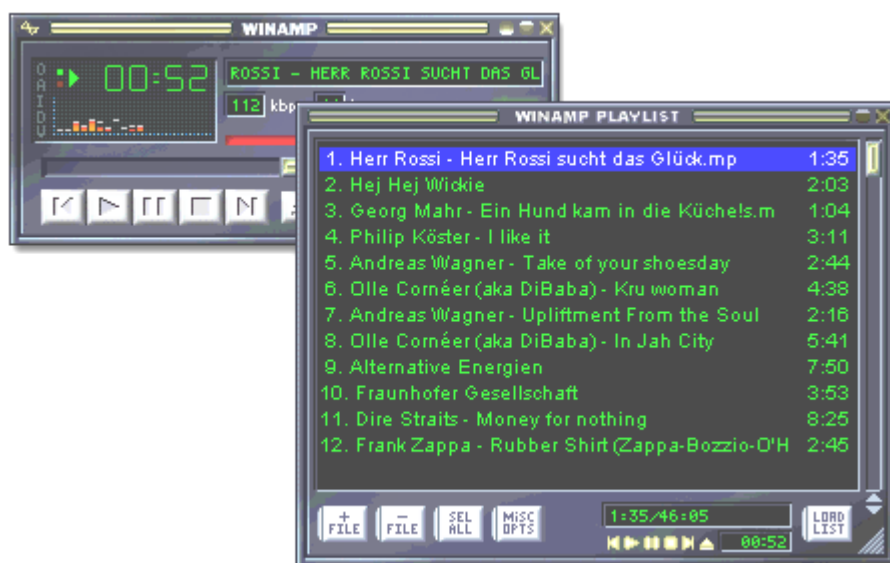 WINAMP
O
A
I
D
V
00:52
ROSSI - HERR ROSSI SUCHT DAS GL
112 kbp
WINAMP PLAYLIST
1. Herr Rossi - Herr Rossi sucht das Glück.mp 1:35
2. Hej Hej Wickie 2:03
3. Georg Mahr - Ein Hund kam in die Küche!s.m 1:04
4. Philip Köster - I like it 3:11
5. Andreas Wagner - Take of your shoesday 2:44
6. Olle Cornéer (aka DiBaba) - Kru woman 4:38
7. Andreas Wagner - Upliftment From the Soul 2:16
8. Olle Cornéer (aka DiBaba) - In Jah City 5:41
9. Alternative Energien 7:50
10. Fraunhofer Gesellschaft 3:53
11. Dire Straits - Money for nothing 8:25
12. Frank Zappa - Rubber Shirt (Zappa-Bozzio-O'H 2:45
+ FILE
- FILE
SEL ALL
MISC OPTS
1:35/46:05
00:52
LOAD LIST